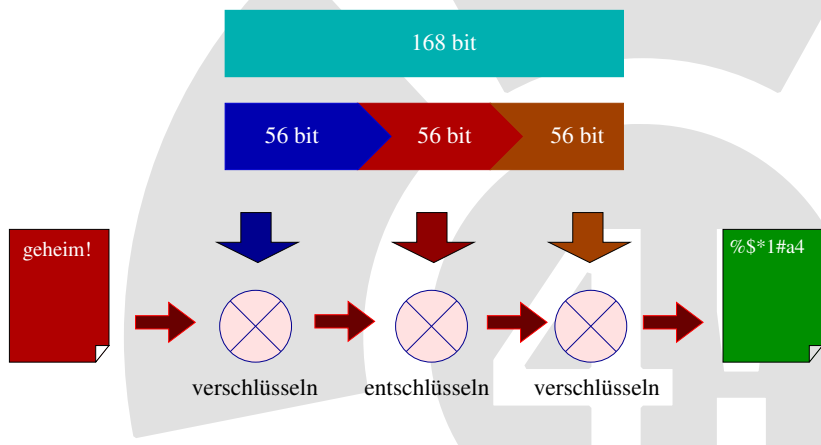 168 bit
56 bit 56 bit 56 bit
geheim!
%$*1#a4
verschlüsseln entschlüsseln verschlüsseln